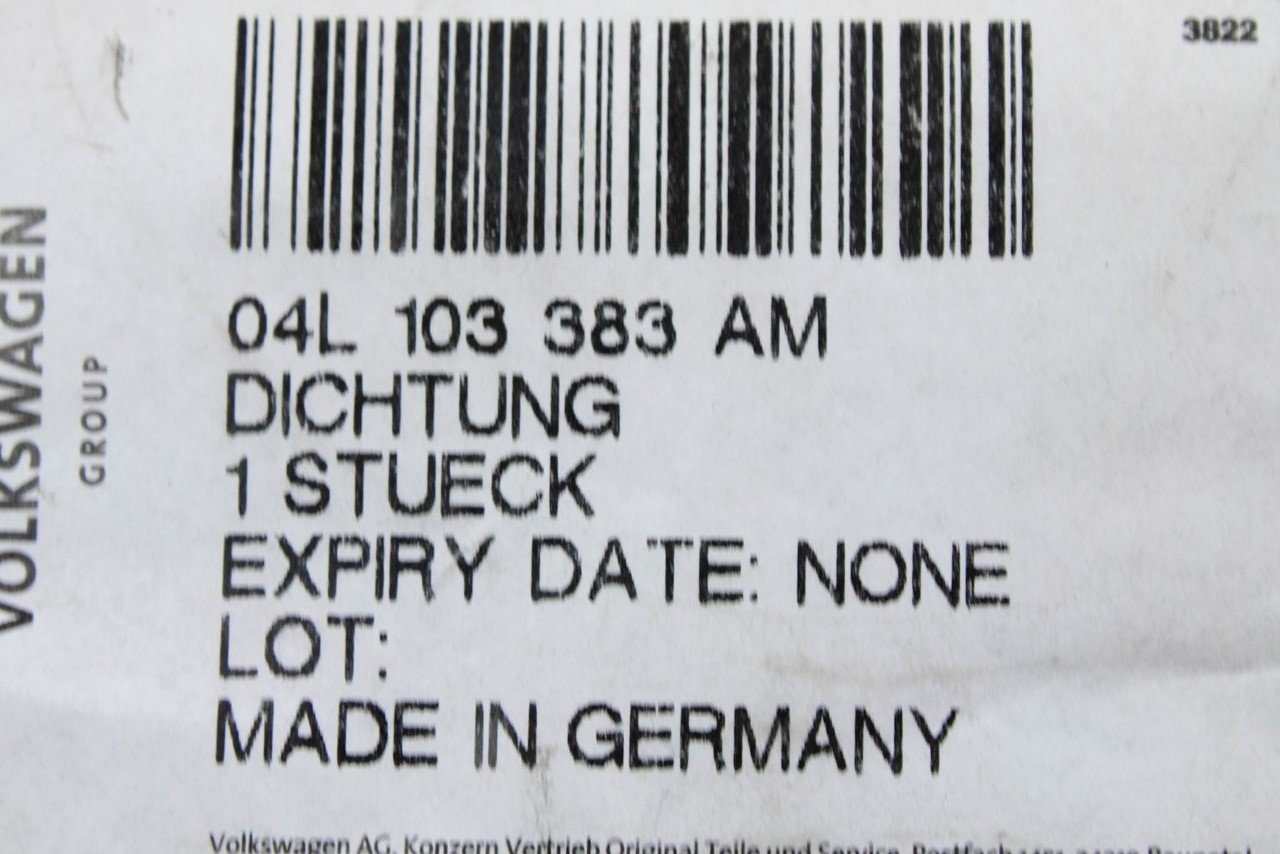 3822
VOLKSWAGEN
GROUP
04L 103 383 AM
DICHTUNG
1 STUECK
EXPIRY DATE: NONE
LOT:
MADE IN GERMANY
Volkswagen AG, Konzern Vertrieb Original Teile und Service, Postfach